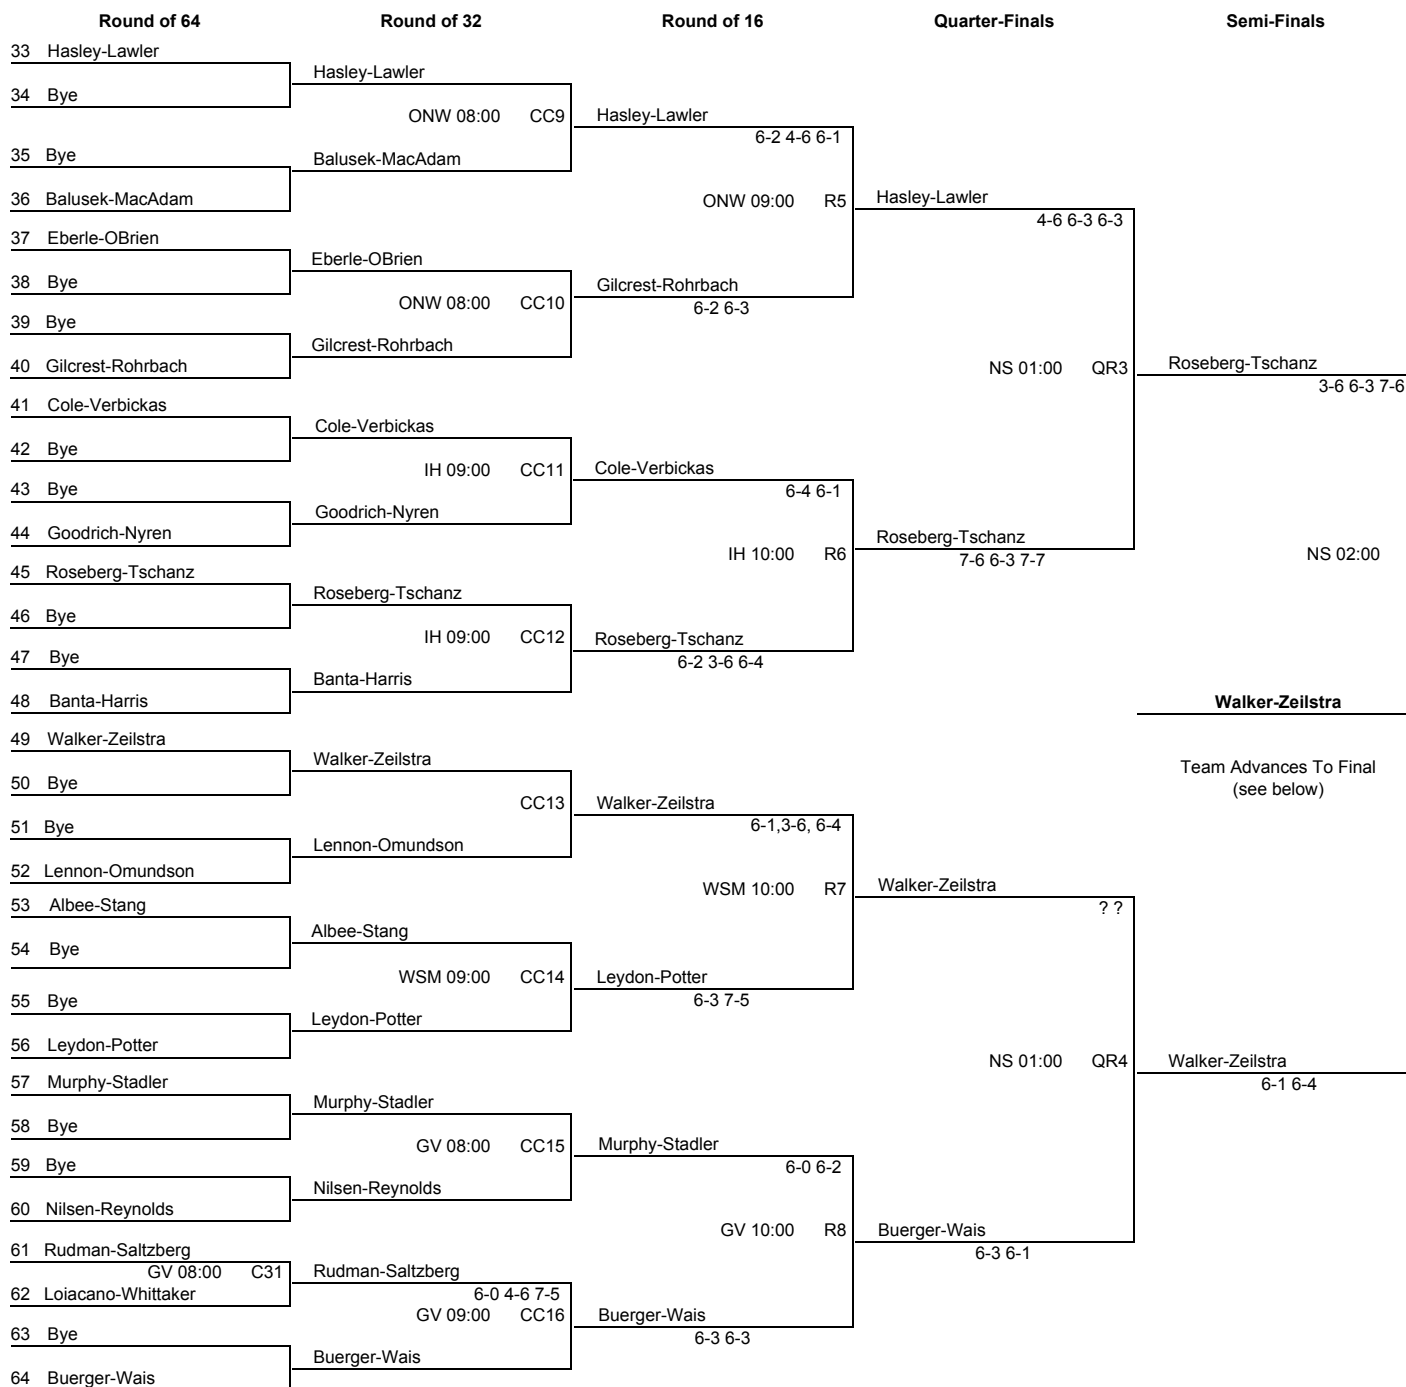 Round of 64 Round of 32 Round of 16 Quarter-Finals Semi-Finals
33 Hasley-Lawler
Hasley-Lawler
34 Bye
ONW 08:00 CC9 Hasley-Lawler
6-2 4-6 6-1
35 Bye
Balusek-MacAdam
36 Balusek-MacAdam
ONW 09:00 R5 Hasley-Lawler
4-6 6-3 6-3
37 Eberle-OBrien
Eberle-OBrien
38 Bye
Gilcrest-Rohrbach
ONW 08:00 CC10
6-2 6-3
39 Bye
Gilcrest-Rohrbach
40 Gilcrest-Rohrbach
NS 01:00 QR3 Roseberg-Tschanz
3-6 6-3 7-6
41 Cole-Verbickas
Cole-Verbickas
42 Bye
IH 09:00 CC11 Cole-Verbickas
43 Bye
6-4 6-1
Goodrich-Nyren
44 Goodrich-Nyren
Roseberg-Tschanz
IH 10:00 R6
7-6 6-3 7-7
NS 02:00
45 Roseberg-Tschanz
Roseberg-Tschanz
46 Bye
IH 09:00 CC12 Roseberg-Tschanz
47 Bye
6-2 3-6 6-4
Banta-Harris
48 Banta-Harris
Walker-Zeilstra
49 Walker-Zeilstra
Walker-Zeilstra
Team Advances To Final
50 Bye
(see below)
CC13 Walker-Zeilstra
51 Bye
6-1,3-6, 6-4
Lennon-Omundson
52 Lennon-Omundson
WSM 10:00 R7 Walker-Zeilstra
53 Albee-Stang
? ?
Albee-Stang
54 Bye
WSM 09:00 CC14 Leydon-Potter
55 Bye
6-3 7-5
Leydon-Potter
56 Leydon-Potter
NS 01:00 QR4 Walker-Zeilstra
57 Murphy-Stadler
6-1 6-4
Murphy-Stadler
58 Bye
GV 08:00 CC15 Murphy-Stadler
59 Bye
6-0 6-2
Nilsen-Reynolds
60 Nilsen-Reynolds
GV 10:00 R8 Buerger-Wais
61 Rudman-Saltzberg
6-3 6-1
GV 08:00 C31 Rudman-Saltzberg
62 Loiacano-Whittaker
6-0 4-6 7-5
GV 09:00 CC16 Buerger-Wais
63 Bye
6-3 6-3
Buerger-Wais
64 Buerger-Wais